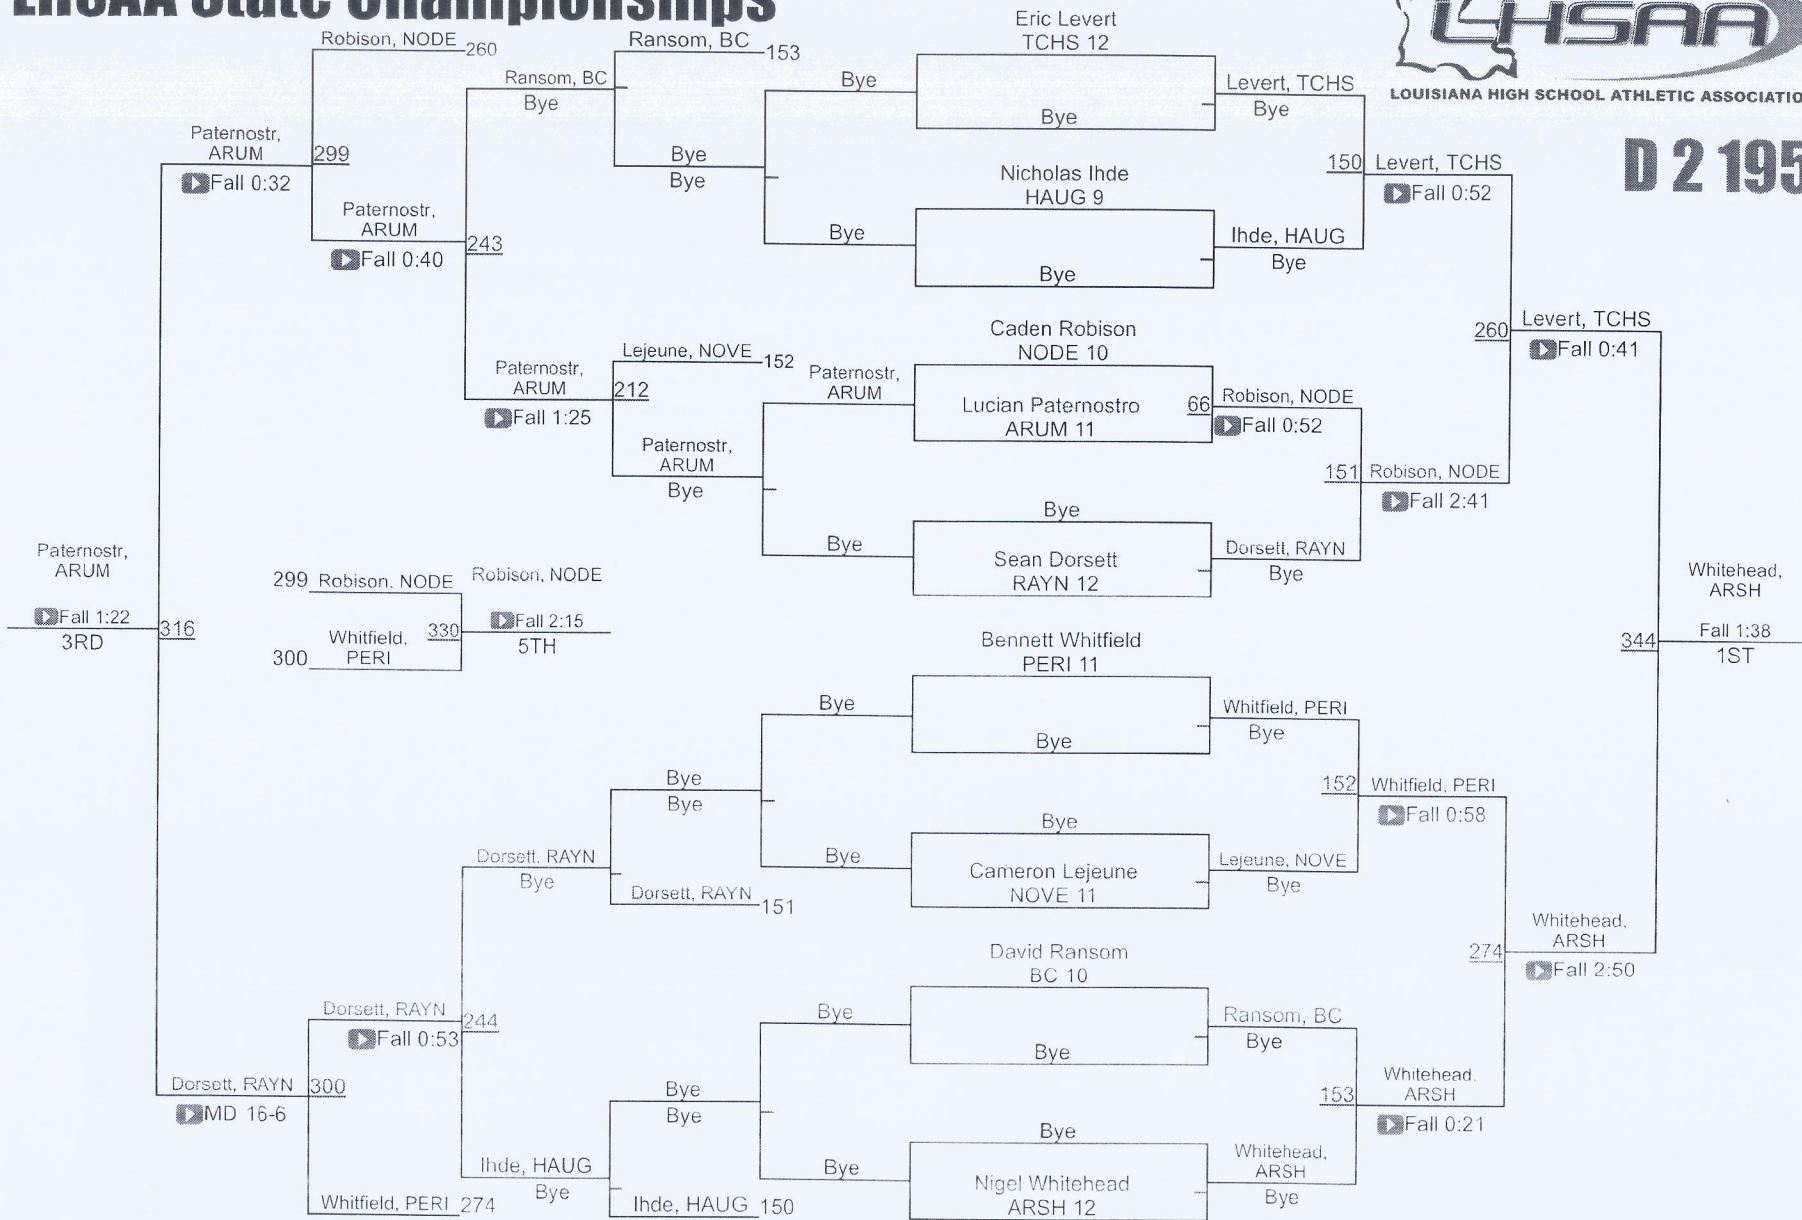 LHSAA State Championships
LHSAA
LOUISIANA HIGH SCHOOL ATHLETIC ASSOCIATIO
D 2 195
Robison, NODE 260
Paternostr,
ARUM
299
Fall 0:32
Paternostr,
ARUM
243
Fall 0:40
Ransom, BC
Bye
Ransom, BC 153
Bye
Bye
Paternostr,
ARUM
212
Fall 1:25
Lejeune, NOVE 152
Paternostr,
ARUM
Bye
Bye
Bye
Paternostr,
ARUM
Bye
Eric Levert
TCHS 12
Bye
Nicholas Ihde
HAUG 9
Bye
Caden Robison
NODE 10
Lucian Paternostro
ARUM 11
66
Bye
Sean Dorsett
RAYN 12
Levert, TCHS
Bye
150
Ihde, HAUG
Bye
Levert, TCHS
Fall 0:52
Robison, NODE
Fall 0:52
151
Dorsett, RAYN
Bye
Robison, NODE
Fall 2:41
260
Levert, TCHS
Fall 0:41
Paternostr,
ARUM
Fall 1:22
3RD
316
299 Robison, NODE
Whitfield,
300 PERI
330
Robison, NODE
Fall 2:15
5TH
Whitehead,
ARSH
344
Fall 1:38
1ST
Bennett Whitfield
PERI 11
Bye
Bye
Cameron Lejeune
NOVE 11
David Ransom
BC 10
Bye
Bye
Nigel Whitehead
ARSH 12
Whitfield, PERI
Bye
152
Lejeune, NOVE
Bye
Whitfield, PERI
Fall 0:58
Ransom, BC
Bye
153
Whitehead,
ARSH
Bye
Whitehead,
ARSH
Fall 0:21
274
Whitehead,
ARSH
Fall 2:50
Bye
Bye
Bye
Bye
Bye
Bye
Dorsett, RAYN 151
Dorsett, RAYN
Bye
Bye
Bye
Ihde, HAUG 150
Ihde, HAUG
Bye
Dorsett, RAYN
Fall 0:53
244
Dorsett, RAYN
MD 16-6
300
Whitfield, PERI 274